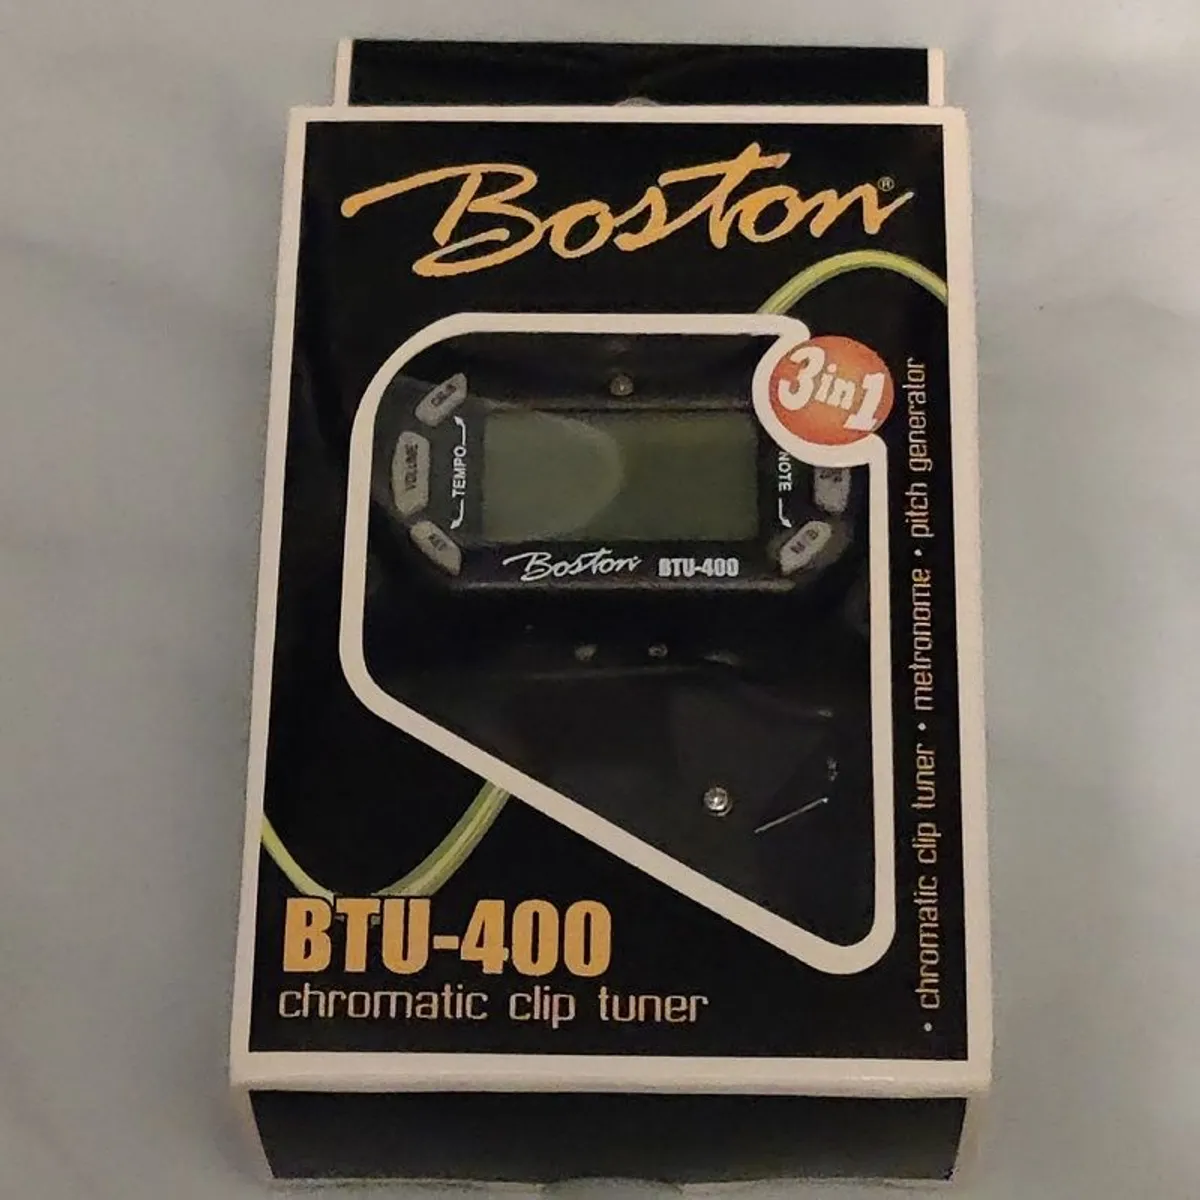 Boston®
3in1
VOLUME
TEMPO
KEY
NOTE
Boston BTU-400
• chromatic clip tuner • metronome • pitch generator
BTU-400
chromatic clip tuner